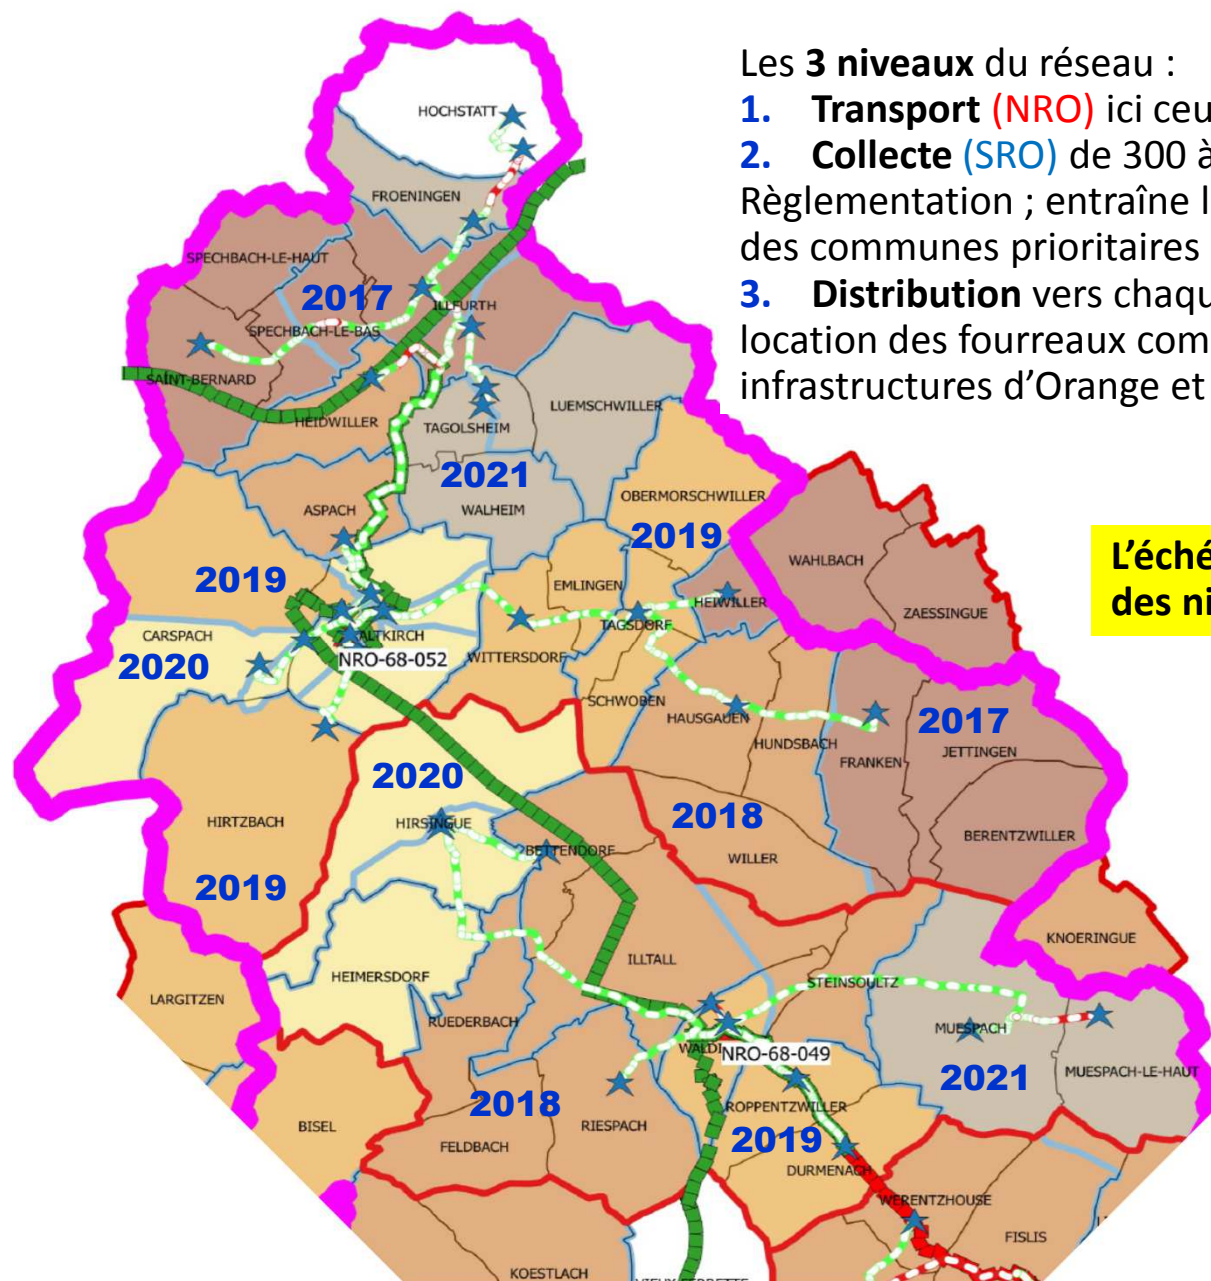 Les 3 niveaux du réseau :
1. Transport (NRO) ici ceu
2. Collecte (SRO) de 300 à
Règlementation ; entraîne l
des communes prioritaires
3. Distribution vers chaqu
location des fourreaux com
infrastructures d’Orange et
L’éché
des ni
HOCHSTATT
FROENINGEN
SPECHBACH-LE-HAUT
2017
ILLFURTH
SPECHBACH-LE-BAS
SAINT-BERNARD
HEIDWILLER
TAGOLSHEIM
LUEMSCHWILLER
2021
WALHEIM
ASPACH
OBERMORSCHWILLER
2019
WAHLBACH
ZAESSINGUE
2019
EMLINGEN
HEIWILLER
TAGSDORF
CARSPACH
2020
ALTKIRCH
NRO-68-052
WITTERSDORF
SCHWOBEN
HAUSGAUEN
HUNDSBACH
2017
JETTINGEN
FRANKEN
2020
HIRTZBACH
HIRSINGUE
2018
WILLER
BERENTZWILLER
BETTENDORF
2019
KNOERINGUE
LARGITZEN
HEIMERSDORF
ILLTALL
STEINSOULTZ
RUEDERBACH
MUESPACH
WALDI
NRO-68-049
MUESPACH-LE-HAUT
2021
2018
ROPPENTZWILLER
BISEL
RIESPACH
2019
FELDBACH
DURMENACH
WERENTZHOUSE
FISLIS
KOESTLACH
VIEUX-FERRETTE